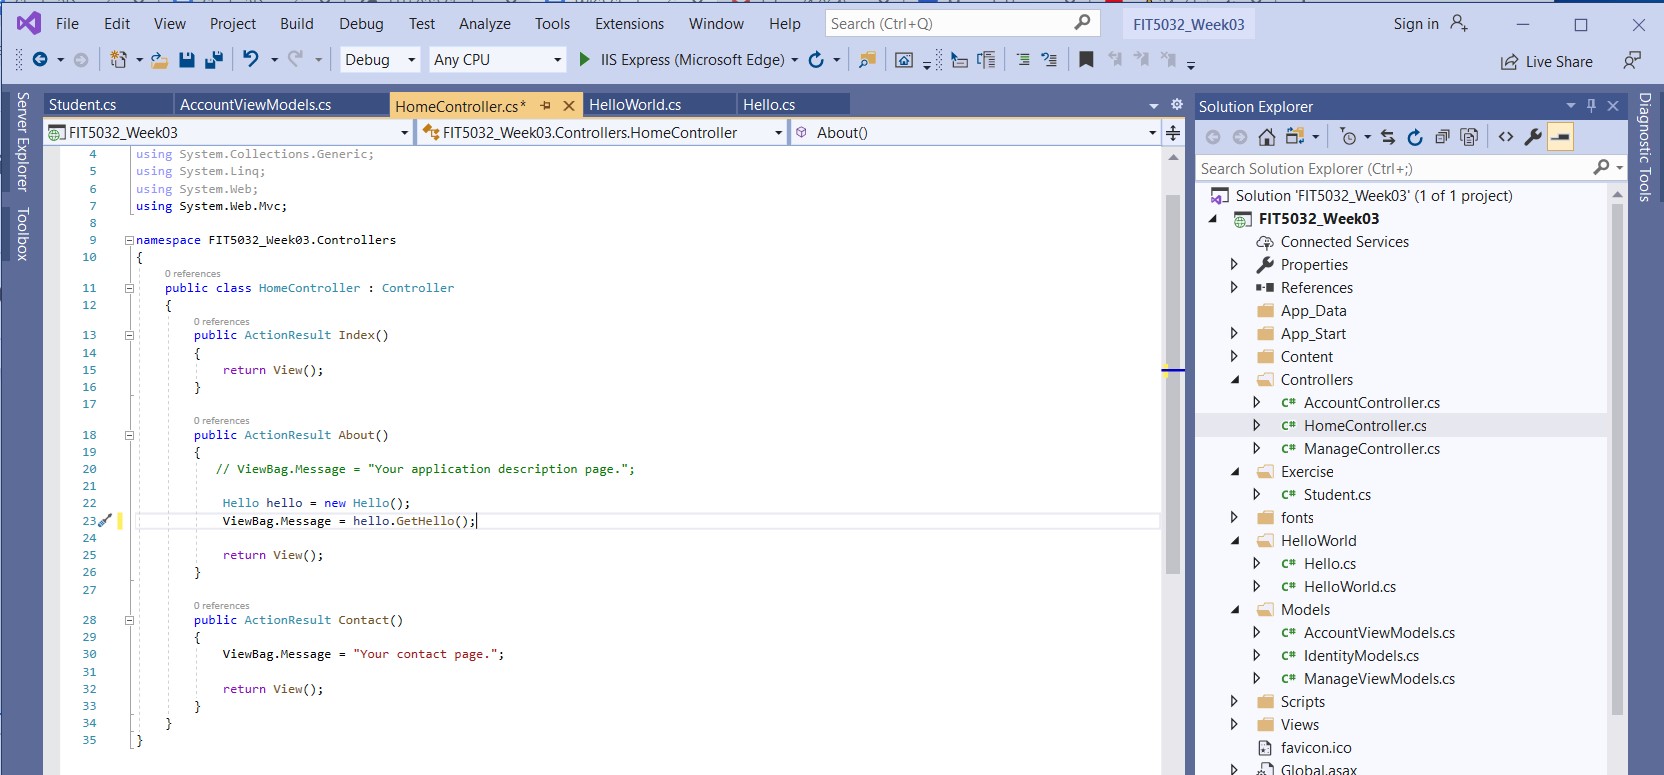 File Edit View Project Build Debug Test Analyze Tools Extensions Window Help Search (Ctrl+Q) FIT5032_Week03 Sign in
Debug Any CPU IIS Express (Microsoft Edge) Live Share
Server Explorer
Toolbox
Student.cs AccountViewModels.cs HomeController.cs* HelloWorld.cs Hello.cs
FIT5032_Week03 FIT5032_Week03.Controllers.HomeController About()
4 using System.Collections.Generic;
5 using System.Linq;
6 using System.Web;
7 using System.Web.Mvc;
8
9 namespace FIT5032_Week03.Controllers
10 {
0 references
11 public class HomeController : Controller
12 {
0 references
13 public ActionResult Index()
14 {
15 return View();
16 }
17
0 references
18 public ActionResult About()
19 {
20 // ViewBag.Message = "Your application description page.";
21
22 Hello hello = new Hello();
23 ViewBag.Message = hello.GetHello();
24
25 return View();
26 }
27
0 references
28 public ActionResult Contact()
29 {
30 ViewBag.Message = "Your contact page.";
31
32 return View();
33 }
34 }
35 }
Solution Explorer
Search Solution Explorer (Ctrl+;)
Solution 'FIT5032_Week03' (1 of 1 project)
FIT5032_Week03
Connected Services
Properties
References
App_Data
App_Start
Content
Controllers
C# AccountController.cs
C# HomeController.cs
C# ManageController.cs
Exercise
C# Student.cs
fonts
HelloWorld
C# Hello.cs
C# HelloWorld.cs
Models
C# AccountViewModels.cs
C# IdentityModels.cs
C# ManageViewModels.cs
Scripts
Views
favicon.ico
Global.asax
Diagnostic Tools